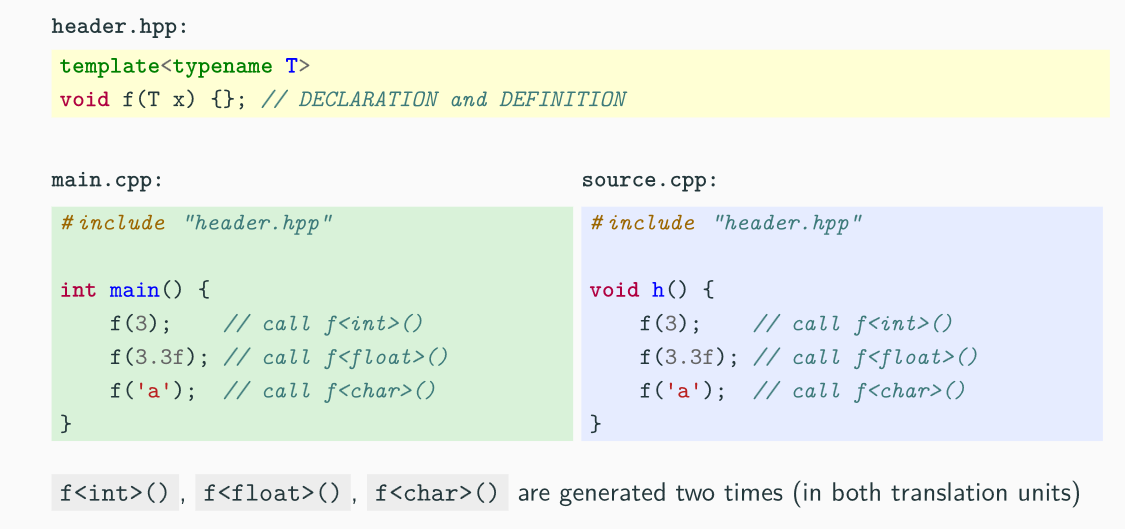 header.hpp:
template<typename T>
void f(T x) {}; // DECLARATION and DEFINITION
main.cpp:
#include "header.hpp"
int main() {
f(3); // call f<int>()
f(3.3f); // call f<float>()
f('a'); // call f<char>()
}
source.cpp:
#include "header.hpp"
void h() {
f(3); // call f<int>()
f(3.3f); // call f<float>()
f('a'); // call f<char>()
}
f<int>(), f<float>(), f<char>() are generated two times (in both translation units)